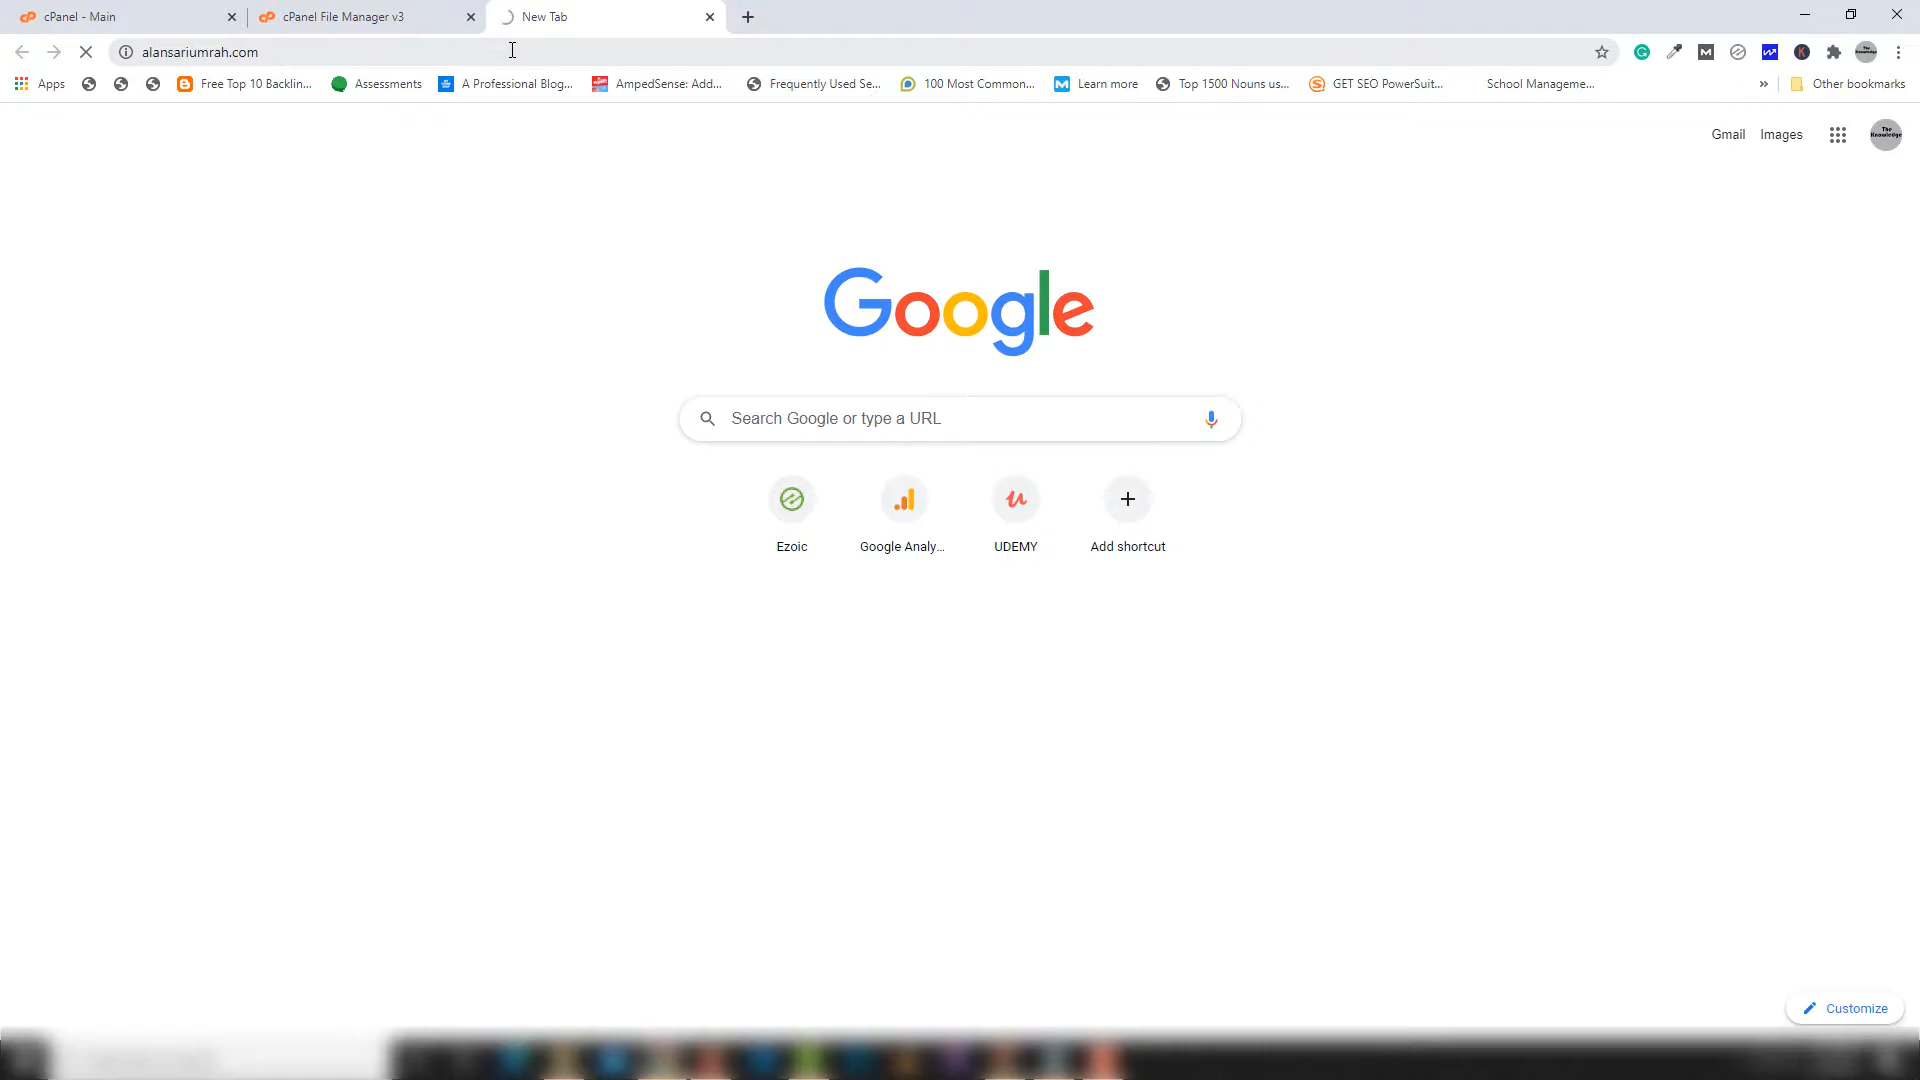 cPanel - Main
cPanel File Manager v3
New Tab
alansariumrah.com
Apps
Free Top 10 Backlin...
Assessments
A Professional Blog...
AmpedSense: Add...
Frequently Used Se...
100 Most Common...
Learn more
Top 1500 Nouns us...
GET SEO PowerSuit...
School Manageme...
Other bookmarks
Gmail
Images
The Knowledge
Google
Search Google or type a URL
Ezoic
Google Analy...
UDEMY
Add shortcut
Customize